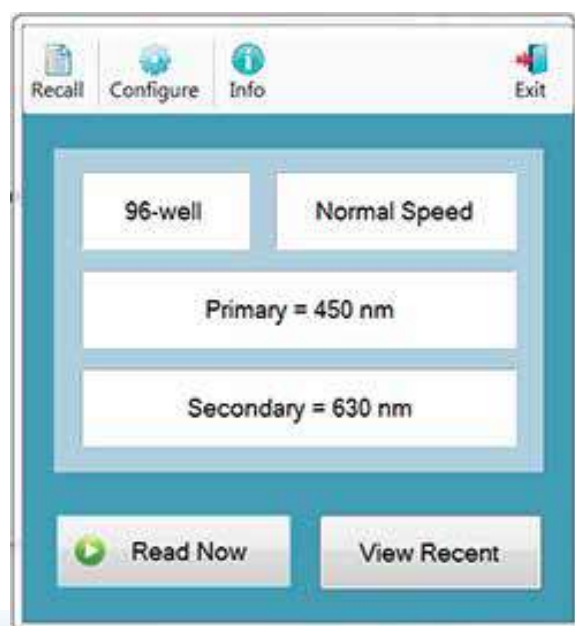 Recall Configure Info Exit
96-well Normal Speed
Primary = 450 nm
Secondary = 630 nm
Read Now View Recent